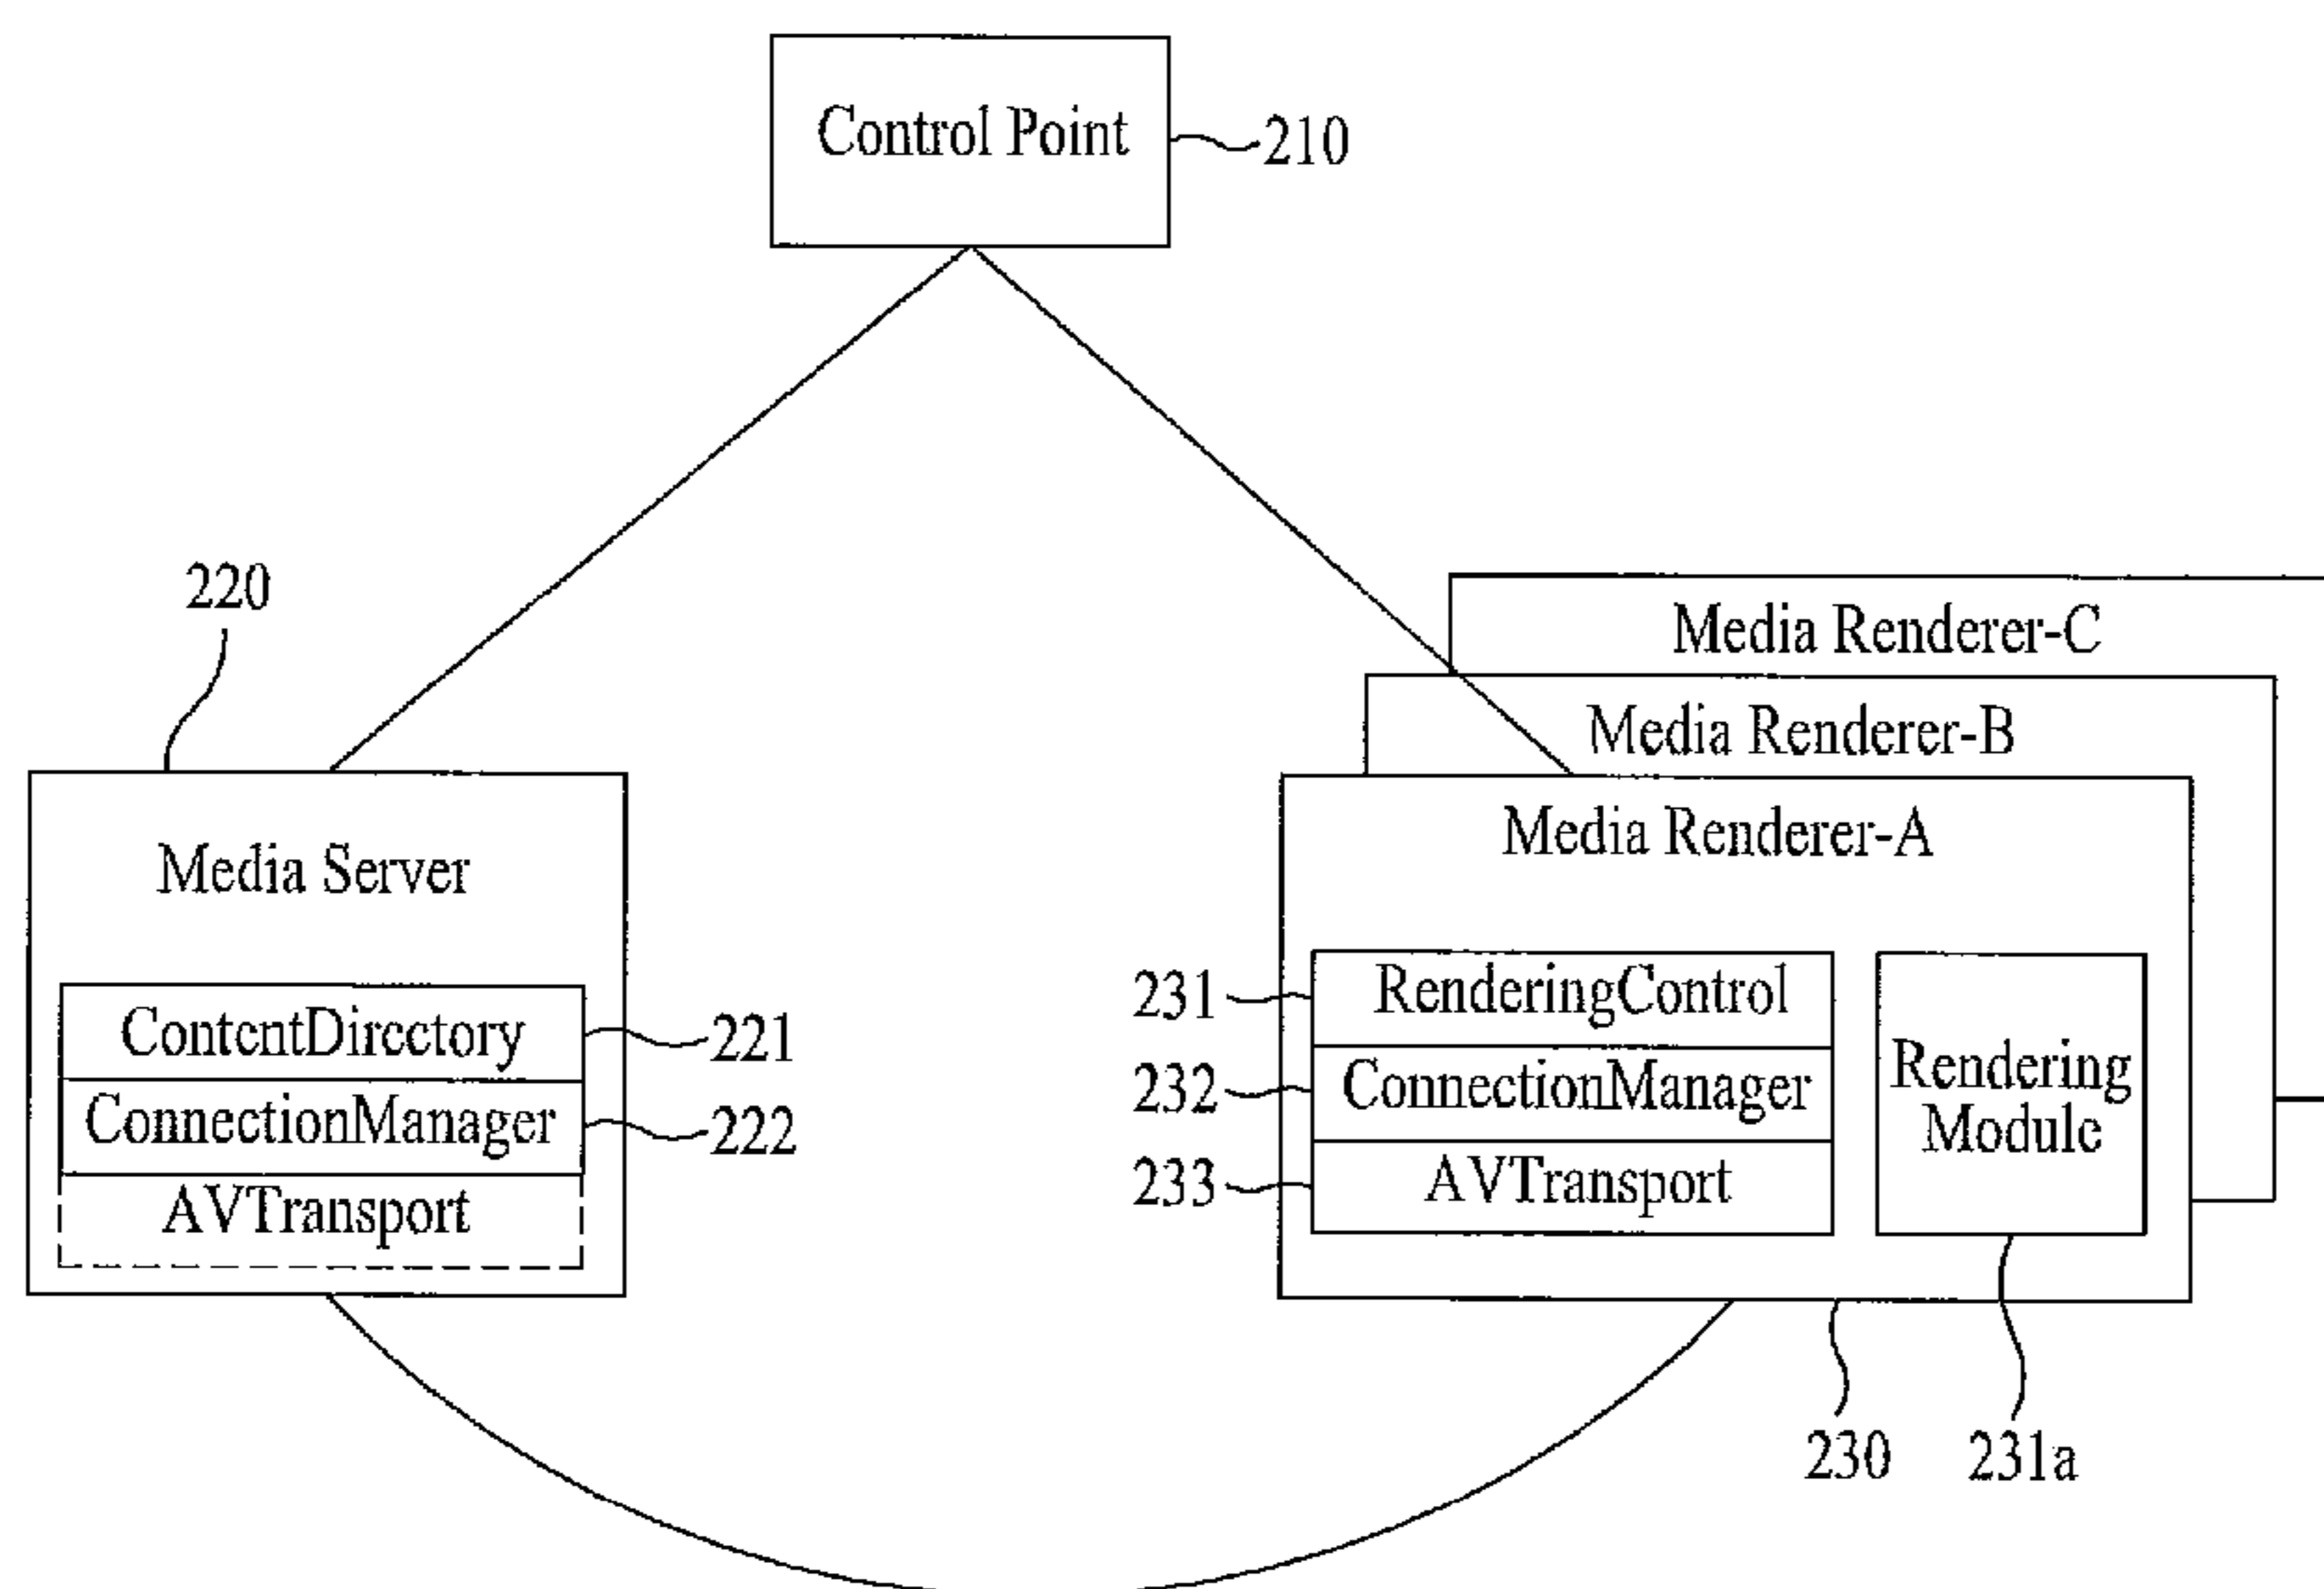 Control Point
210
220
Media Renderer-C
Media Renderer-B
Media Renderer-A
Media Server
ContentDirectory
221
ConnectionManager
222
AVTransport
231
RenderingControl
232
ConnectionManager
233
AVTransport
Rendering
Module
230
231a